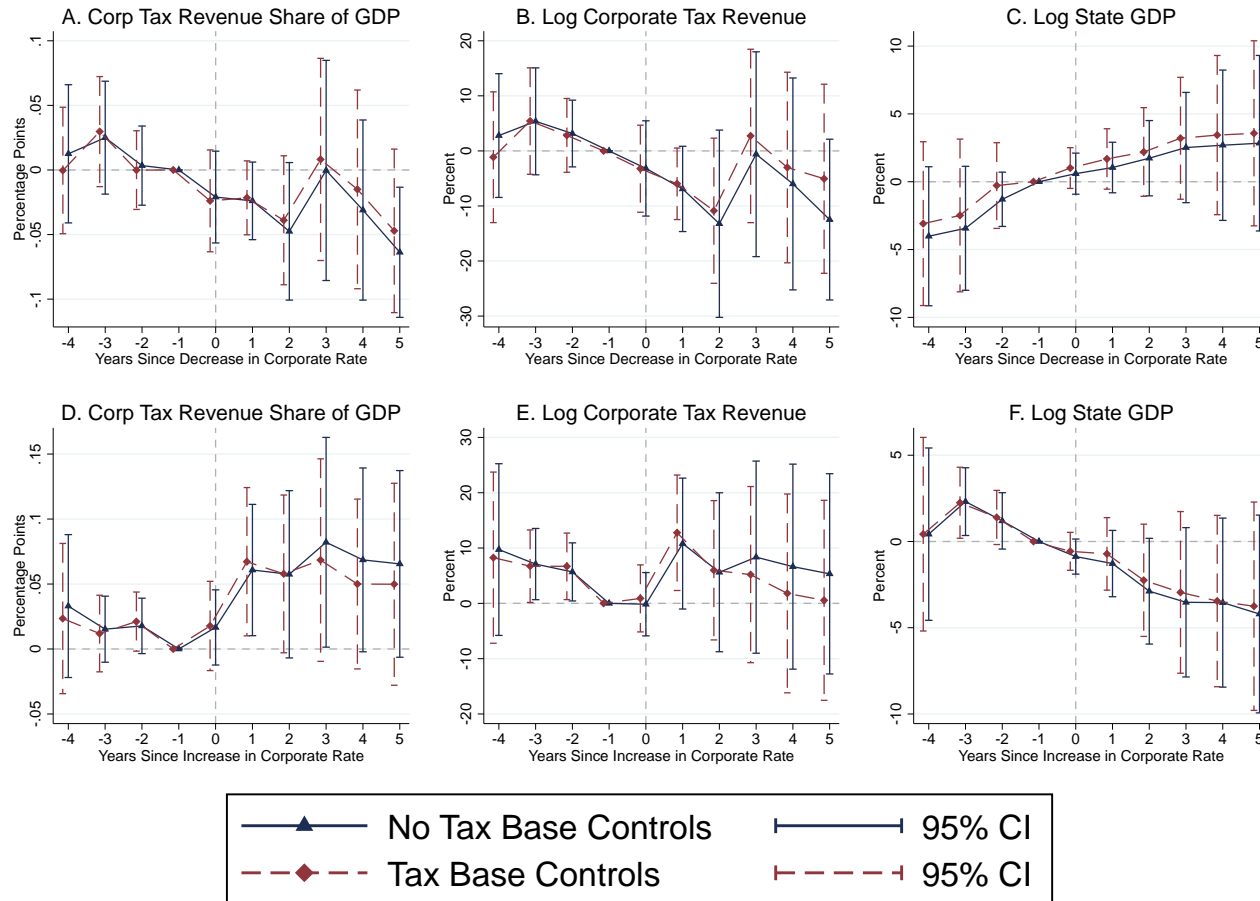 A. Corp Tax Revenue Share of GDP
Percentage Points
.1
.05
0
-.05
-.1
-4 -3 -2 -1 0 1 2 3 4 5
Years Since Decrease in Corporate Rate
B. Log Corporate Tax Revenue
Percent
20
10
0
-10
-20
-30
-4 -3 -2 -1 0 1 2 3 4 5
Years Since Decrease in Corporate Rate
C. Log State GDP
Percent
10
5
0
-5
-10
-4 -3 -2 -1 0 1 2 3 4 5
Years Since Decrease in Corporate Rate
D. Corp Tax Revenue Share of GDP
Percentage Points
.15
.1
.05
0
-.05
-4 -3 -2 -1 0 1 2 3 4 5
Years Since Increase in Corporate Rate
E. Log Corporate Tax Revenue
Percent
30
20
10
0
-10
-20
-4 -3 -2 -1 0 1 2 3 4 5
Years Since Increase in Corporate Rate
F. Log State GDP
Percent
5
0
-5
-10
-4 -3 -2 -1 0 1 2 3 4 5
Years Since Increase in Corporate Rate
No Tax Base Controls 95% CI
Tax Base Controls 95% CI